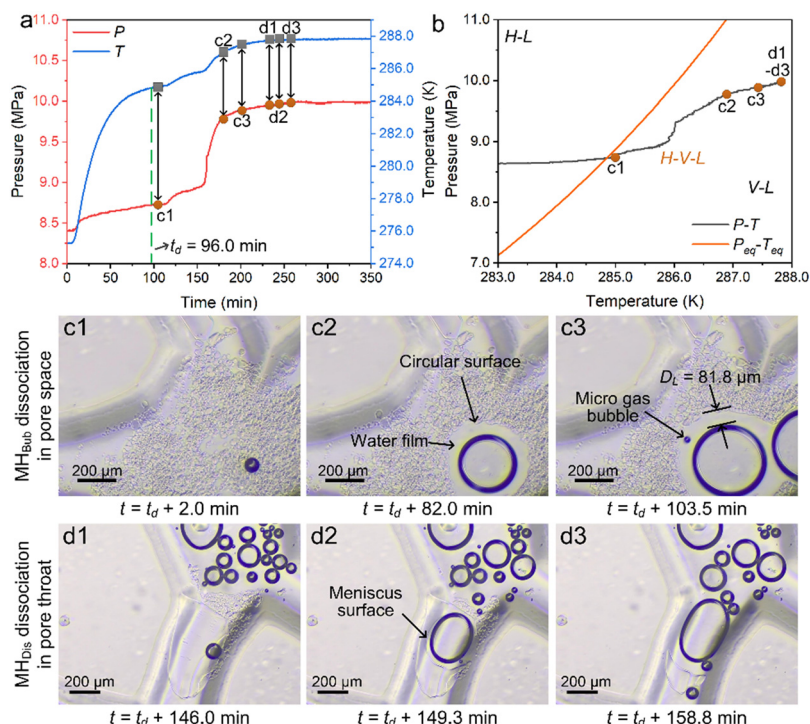 a
P
T
c2
d1 d3
c3
d2
c1
t_d = 96.0 min
Pressure (MPa)
8.0
8.5
9.0
9.5
10.0
10.5
11.0
Temperature (K)
274.0
276.0
278.0
280.0
282.0
284.0
286.0
288.0
0 50 100 150 200 250 300 350
Time (min)
b
H-L
d1
-d3
c2 c3
H-V-L
c1
V-L
P-T
P_eq-T_eq
Pressure (MPa)
7.0
8.0
9.0
10.0
11.0
283.0 284.0 285.0 286.0 287.0 288.0
Temperature (K)
MH_Bub dissociation
in pore space
c1
200 μm
t = t_d + 2.0 min
c2
Circular surface
Water film
200 μm
t = t_d + 82.0 min
c3
D_L = 81.8 μm
Micro gas
bubble
200 μm
t = t_d + 103.5 min
MH_Dis dissociation
in pore throat
d1
200 μm
t = t_d + 146.0 min
d2
Meniscus
surface
200 μm
t = t_d + 149.3 min
d3
200 μm
t = t_d + 158.8 min